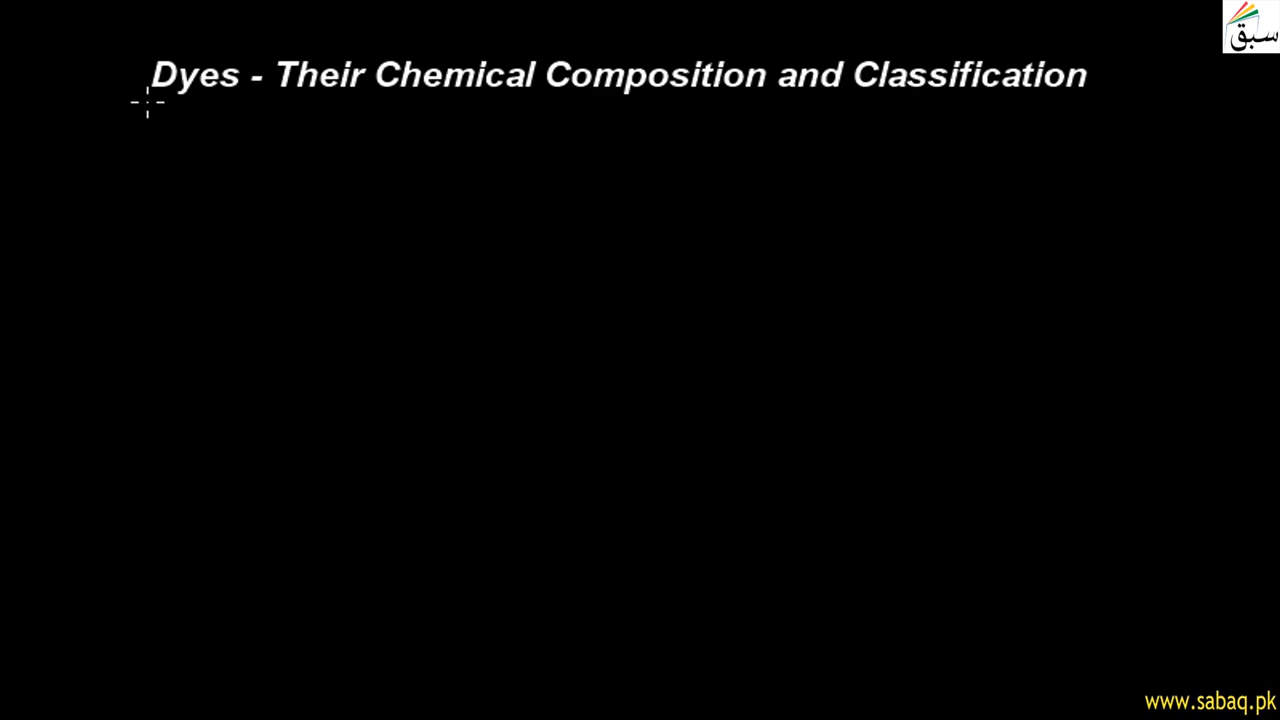 سبق
Dyes - Their Chemical Composition and Classification
www.sabaq.pk